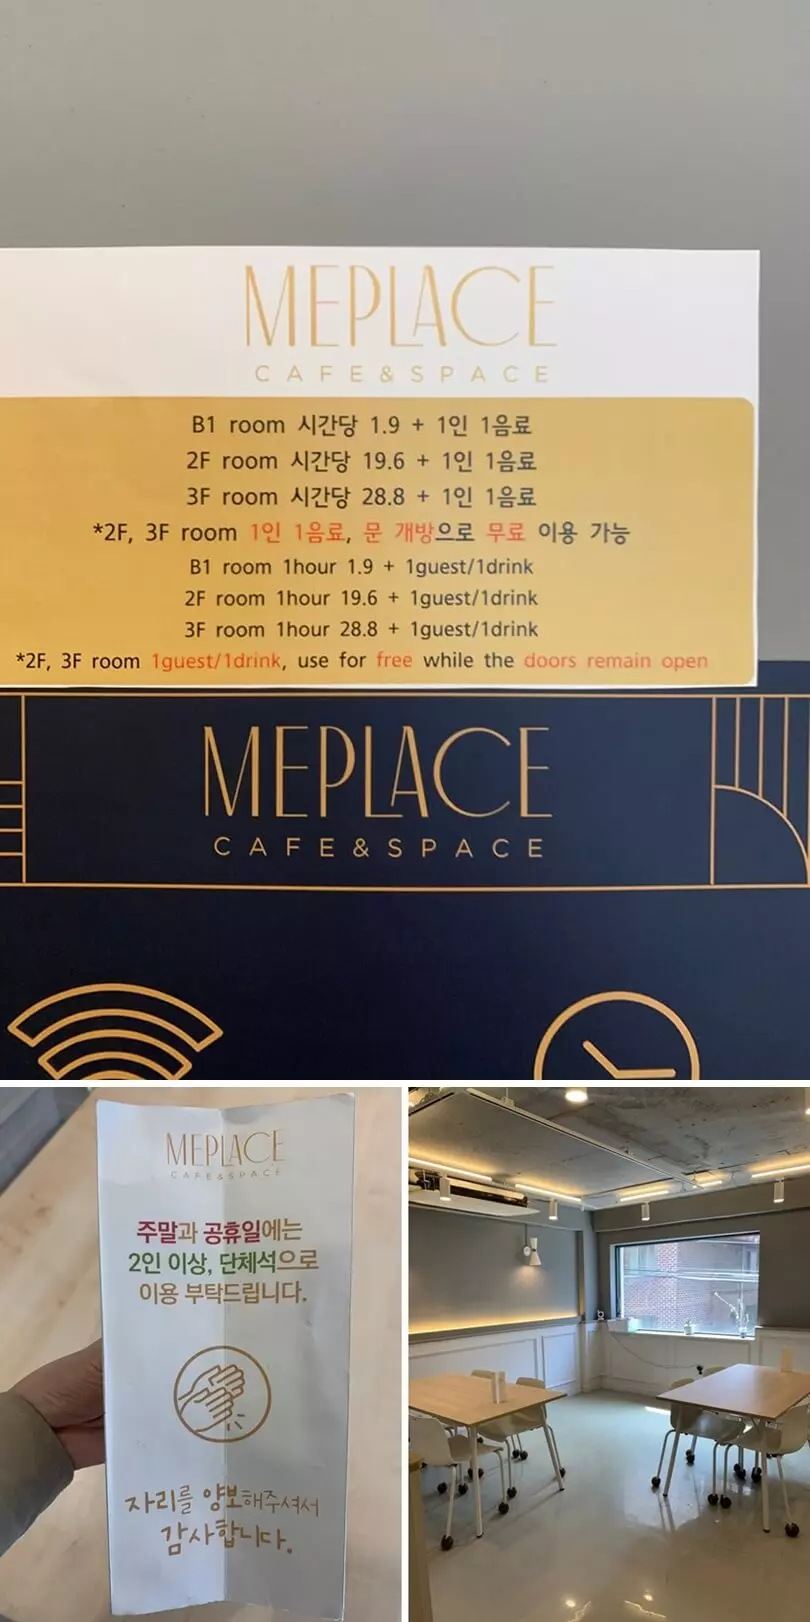 MEPLACE
CAFE&SPACE
B1 room 시간당 1.9 + 1인 1음료
2F room 시간당 19.6 + 1인 1음료
3F room 시간당 28.8 + 1인 1음료
*2F, 3F room 1인 1음료, 문 개방으로 무료 이용 가능
B1 room 1hour 1.9 + 1guest/1drink
2F room 1hour 19.6 + 1guest/1drink
3F room 1hour 28.8 + 1guest/1drink
*2F, 3F room 1guest/1drink, use for free while the doors remain open
MEPLACE
CAFE&SPACE
MEPLACE
CAFE&SPACE
주말과 공휴일에는
2인 이상, 단체석으로
이용 부탁드립니다.
자리를 양보해주셔서
감사합니다.